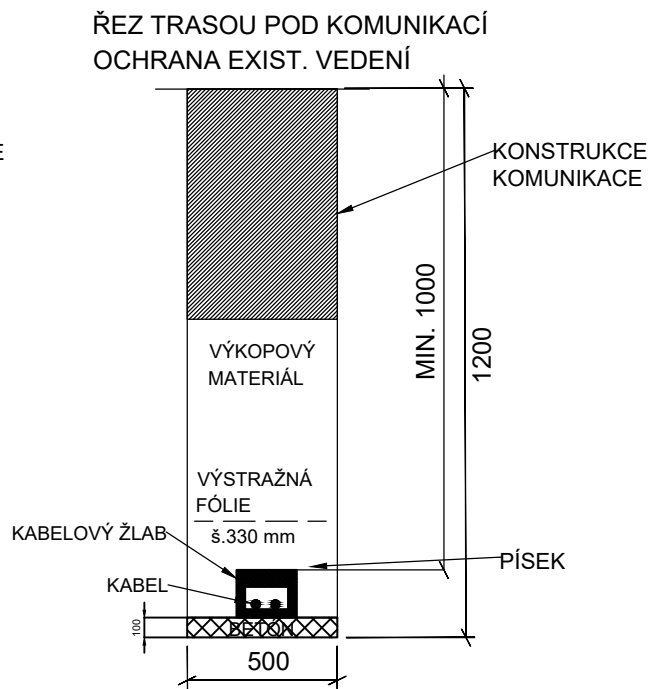 ŘEZ TRASOU POD KOMUNIKACÍ
OCHRANA EXIST. VEDENÍ
E
KONSTRUKCE
KOMUNIKACE
MIN. 1000
1200
VÝKOPOVÝ
MATERIÁL
VÝSTRAŽNÁ
FÓLIE
š.330 mm
KABELOVÝ ŽLAB
PÍSEK
KABEL
100
BETON
500